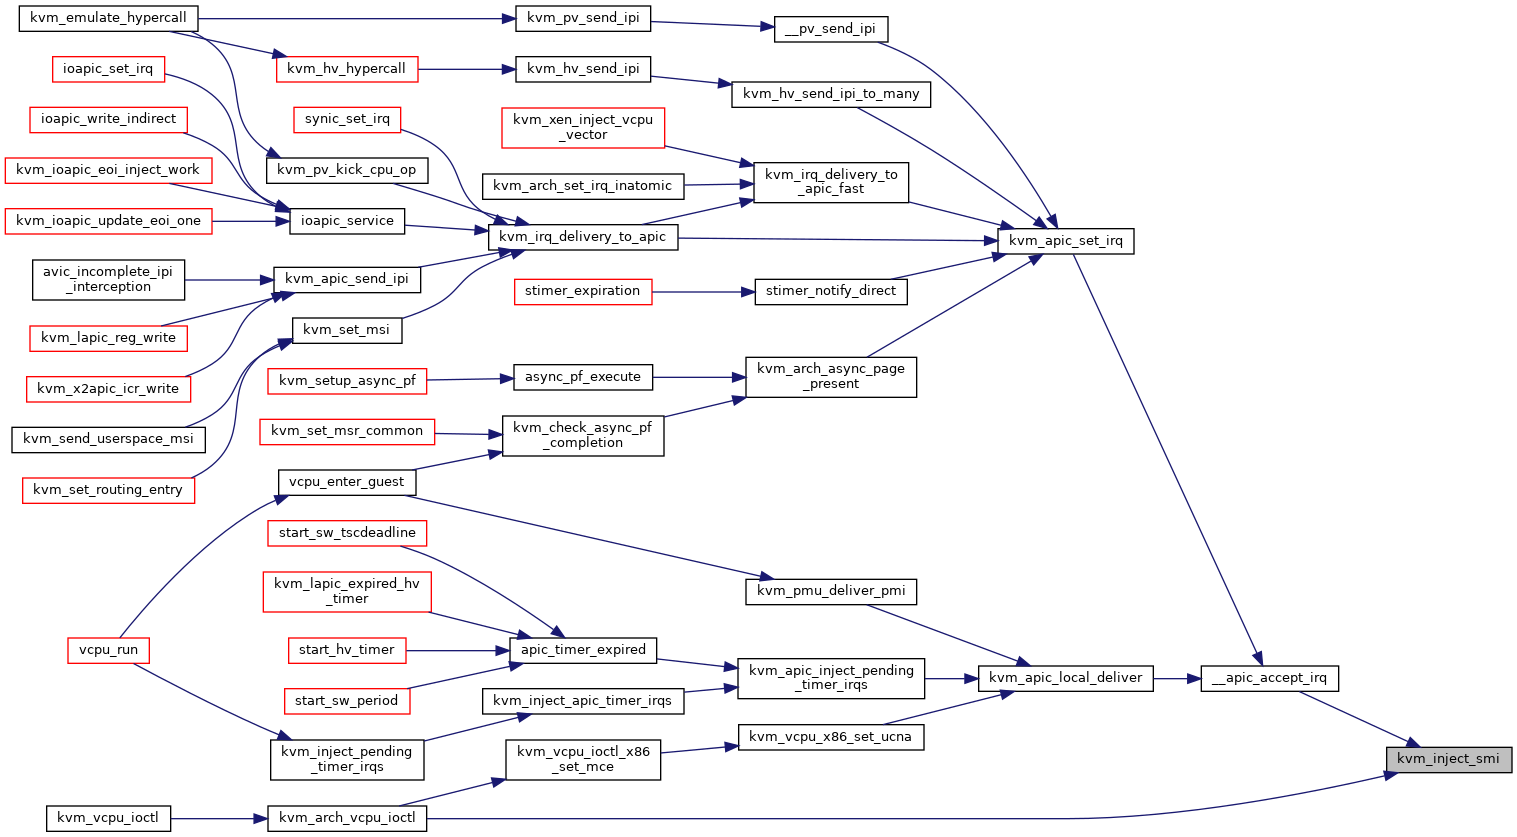 kvm_emulate_hypercall
kvm_pv_send_ipi
__pv_send_ipi
ioapic_set_irq
kvm_hv_hypercall
kvm_hv_send_ipi
kvm_hv_send_ipi_to_many
ioapic_write_indirect
synic_set_irq
kvm_xen_inject_vcpu
_vector
kvm_ioapic_eoi_inject_work
kvm_pv_kick_cpu_op
kvm_arch_set_irq_inatomic
kvm_irq_delivery_to
_apic_fast
kvm_ioapic_update_eoi_one
ioapic_service
kvm_irq_delivery_to_apic
kvm_apic_set_irq
avic_incomplete_ipi
_interception
kvm_apic_send_ipi
stimer_expiration
stimer_notify_direct
kvm_lapic_reg_write
kvm_set_msi
kvm_x2apic_icr_write
kvm_setup_async_pf
async_pf_execute
kvm_arch_async_page
_present
kvm_send_userspace_msi
kvm_set_msr_common
kvm_check_async_pf
_completion
kvm_set_routing_entry
vcpu_enter_guest
start_sw_tscdeadline
kvm_lapic_expired_hv
_timer
kvm_pmu_deliver_pmi
vcpu_run
start_hv_timer
apic_timer_expired
kvm_apic_inject_pending
_timer_irqs
kvm_apic_local_deliver
__apic_accept_irq
start_sw_period
kvm_inject_apic_timer_irqs
kvm_vcpu_x86_set_ucna
kvm_inject_pending
_timer_irqs
kvm_vcpu_ioctl_x86
_set_mce
kvm_inject_smi
kvm_vcpu_ioctl
kvm_arch_vcpu_ioctl